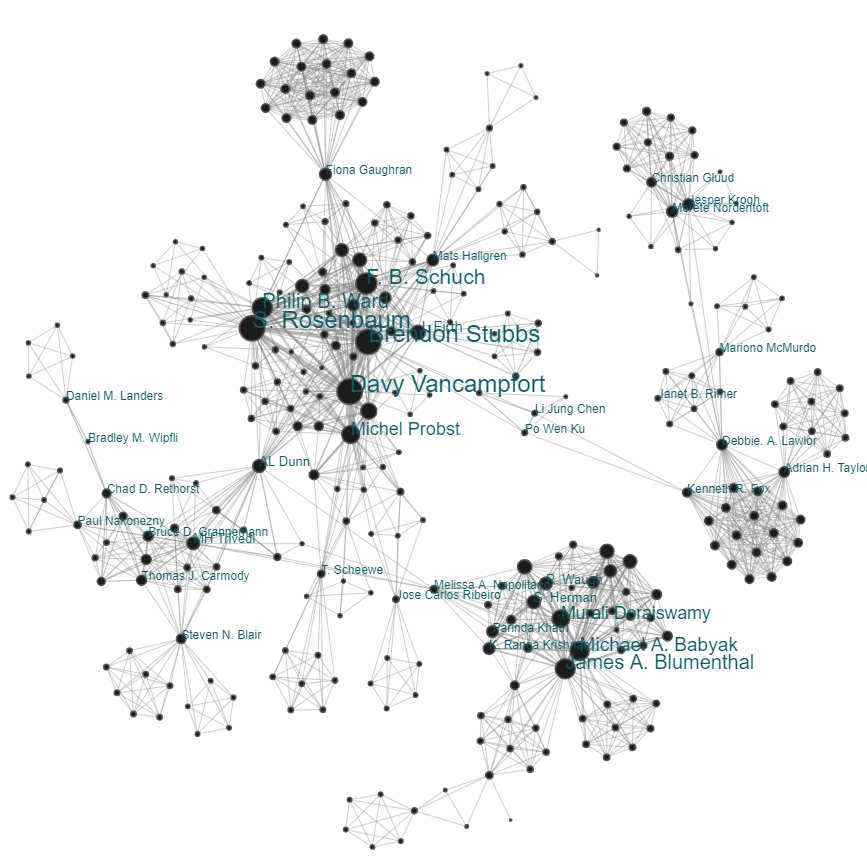 Fiona Gaughran
Christian Gluud
Jesper Krogh
Merete Nordentoft
Mats Hallgren
F. B. Schuch
Philip B. Ward
S. Rosenbaum
J. Firth
Brendon Stubbs
Mariono McMurdo
Davy Vancampfort
Daniel M. Landers
Janet B. Rimer
Li Jung Chen
Po Wen Ku
Michel Probst
Bradley M. Wipfli
Debbie. A. Lawlor
AL Dunn
Adrian H. Taylor
Chad D. Rethorst
Kenneth R. Fox
Paul Nakonezny
Bruce D. Grannemann
MH Trivedi
T. Scheewe
Thomas J. Carmody
Melissa A. Napolitano
R. Waugh
Jose Carlos Ribeiro
S. Herman
Murali Doraiswamy
Parinda Khatri
Steven N. Blair
K. Ranga Krishnan
Michael A. Babyak
James A. Blumenthal